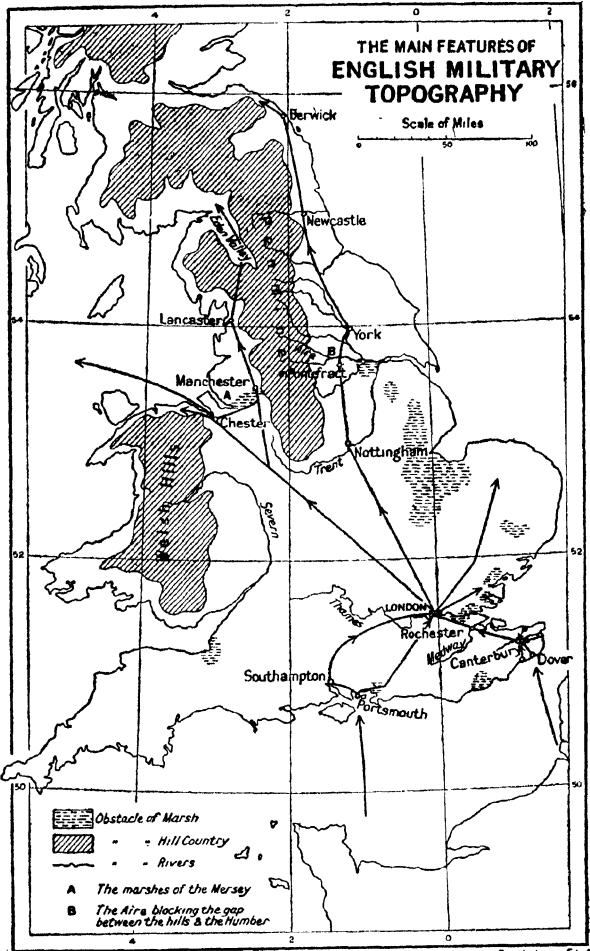 4 2 0 2
THE MAIN FEATURES OF
ENGLISH MILITARY
TOPOGRAPHY
Scale of Miles
0 50 100
Berwick
Eden Valley
Newcastle
54
54
Lancaster
York
Aire
B
Pontefract
Manchester
A
Chester
Trent
Nottingham
Welsh Hills
Severn
52
52
Thames
LONDON
Rochester
Medway
Canterbury
Dover
Southampton
Portsmouth
50
50
Obstacle of Marsh
" " Hill Country
" " Rivers
A The marshes of the Mersey
B The Aire blocking the gap
between the hills & the Humber
4 2 0